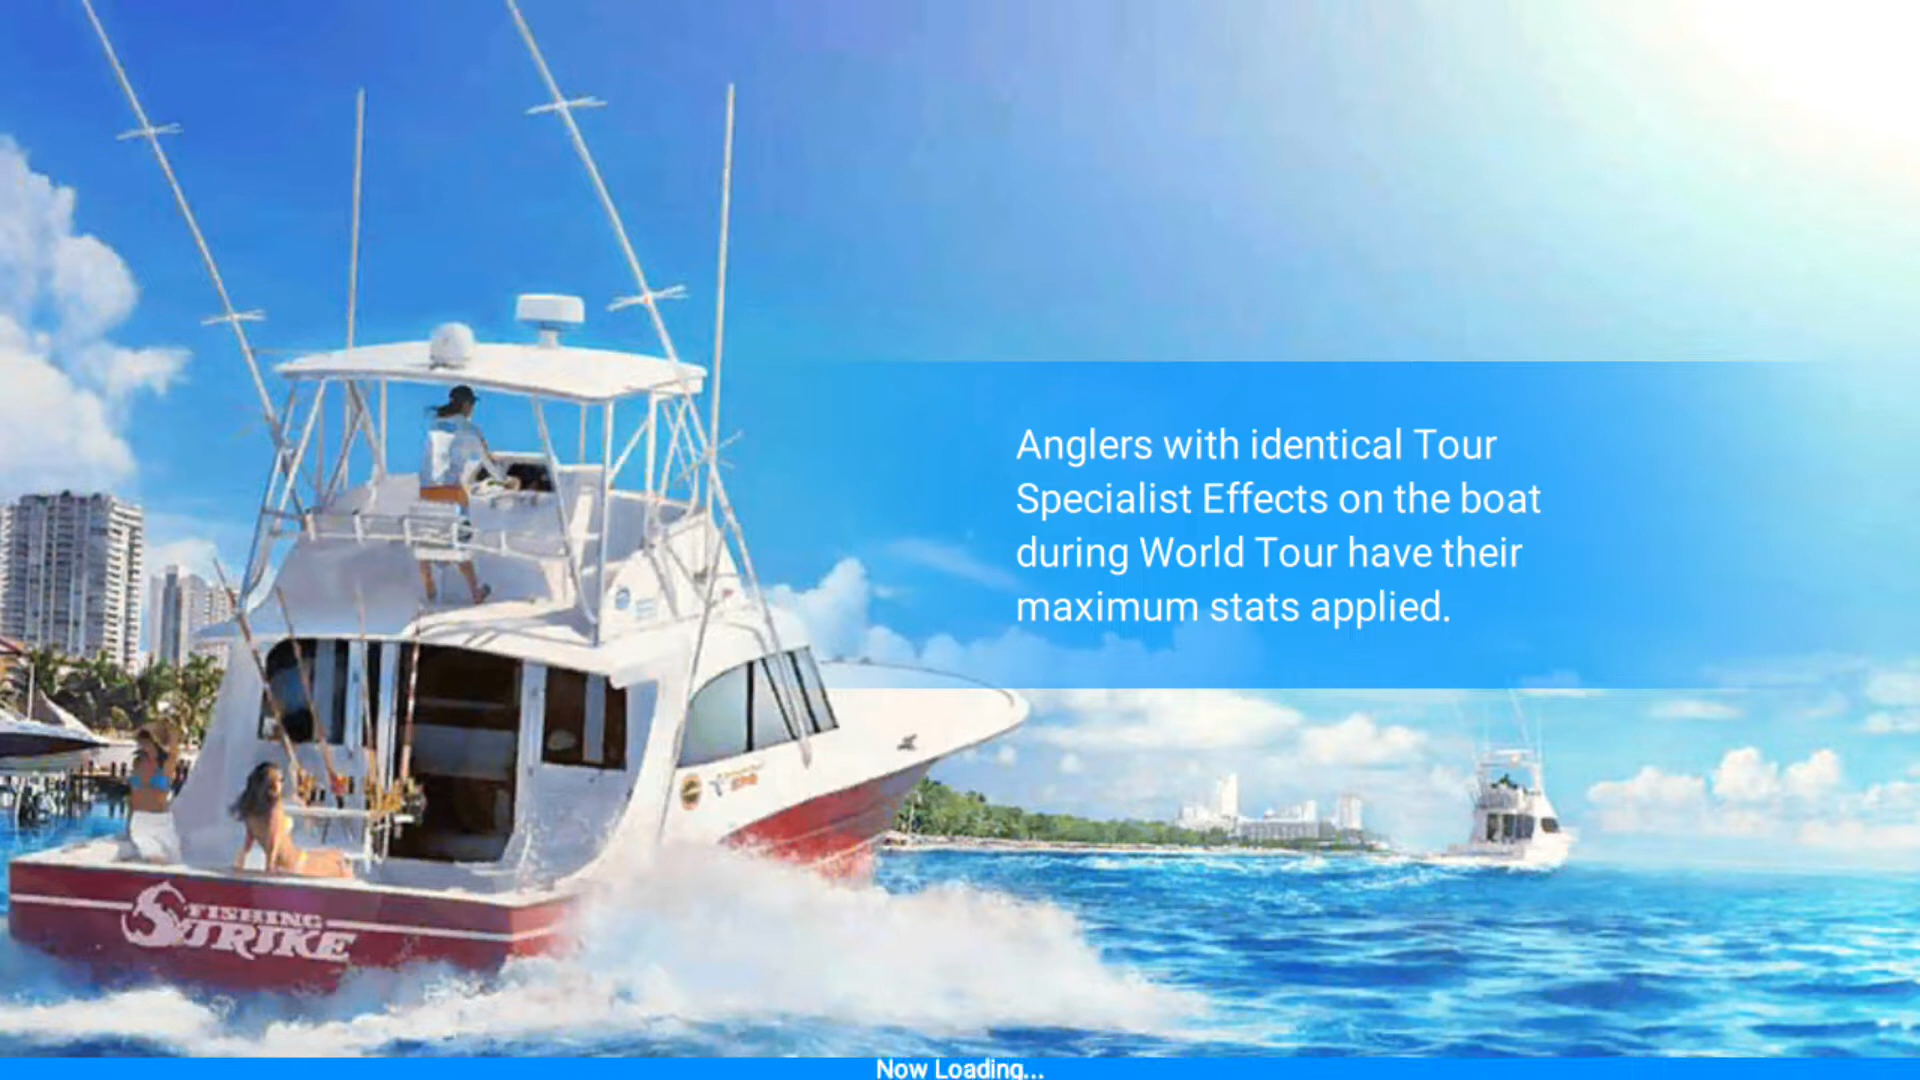 Anglers with identical Tour
Specialist Effects on the boat
during World Tour have their
maximum stats applied.
FISHING
STRIKE
Now Loading...